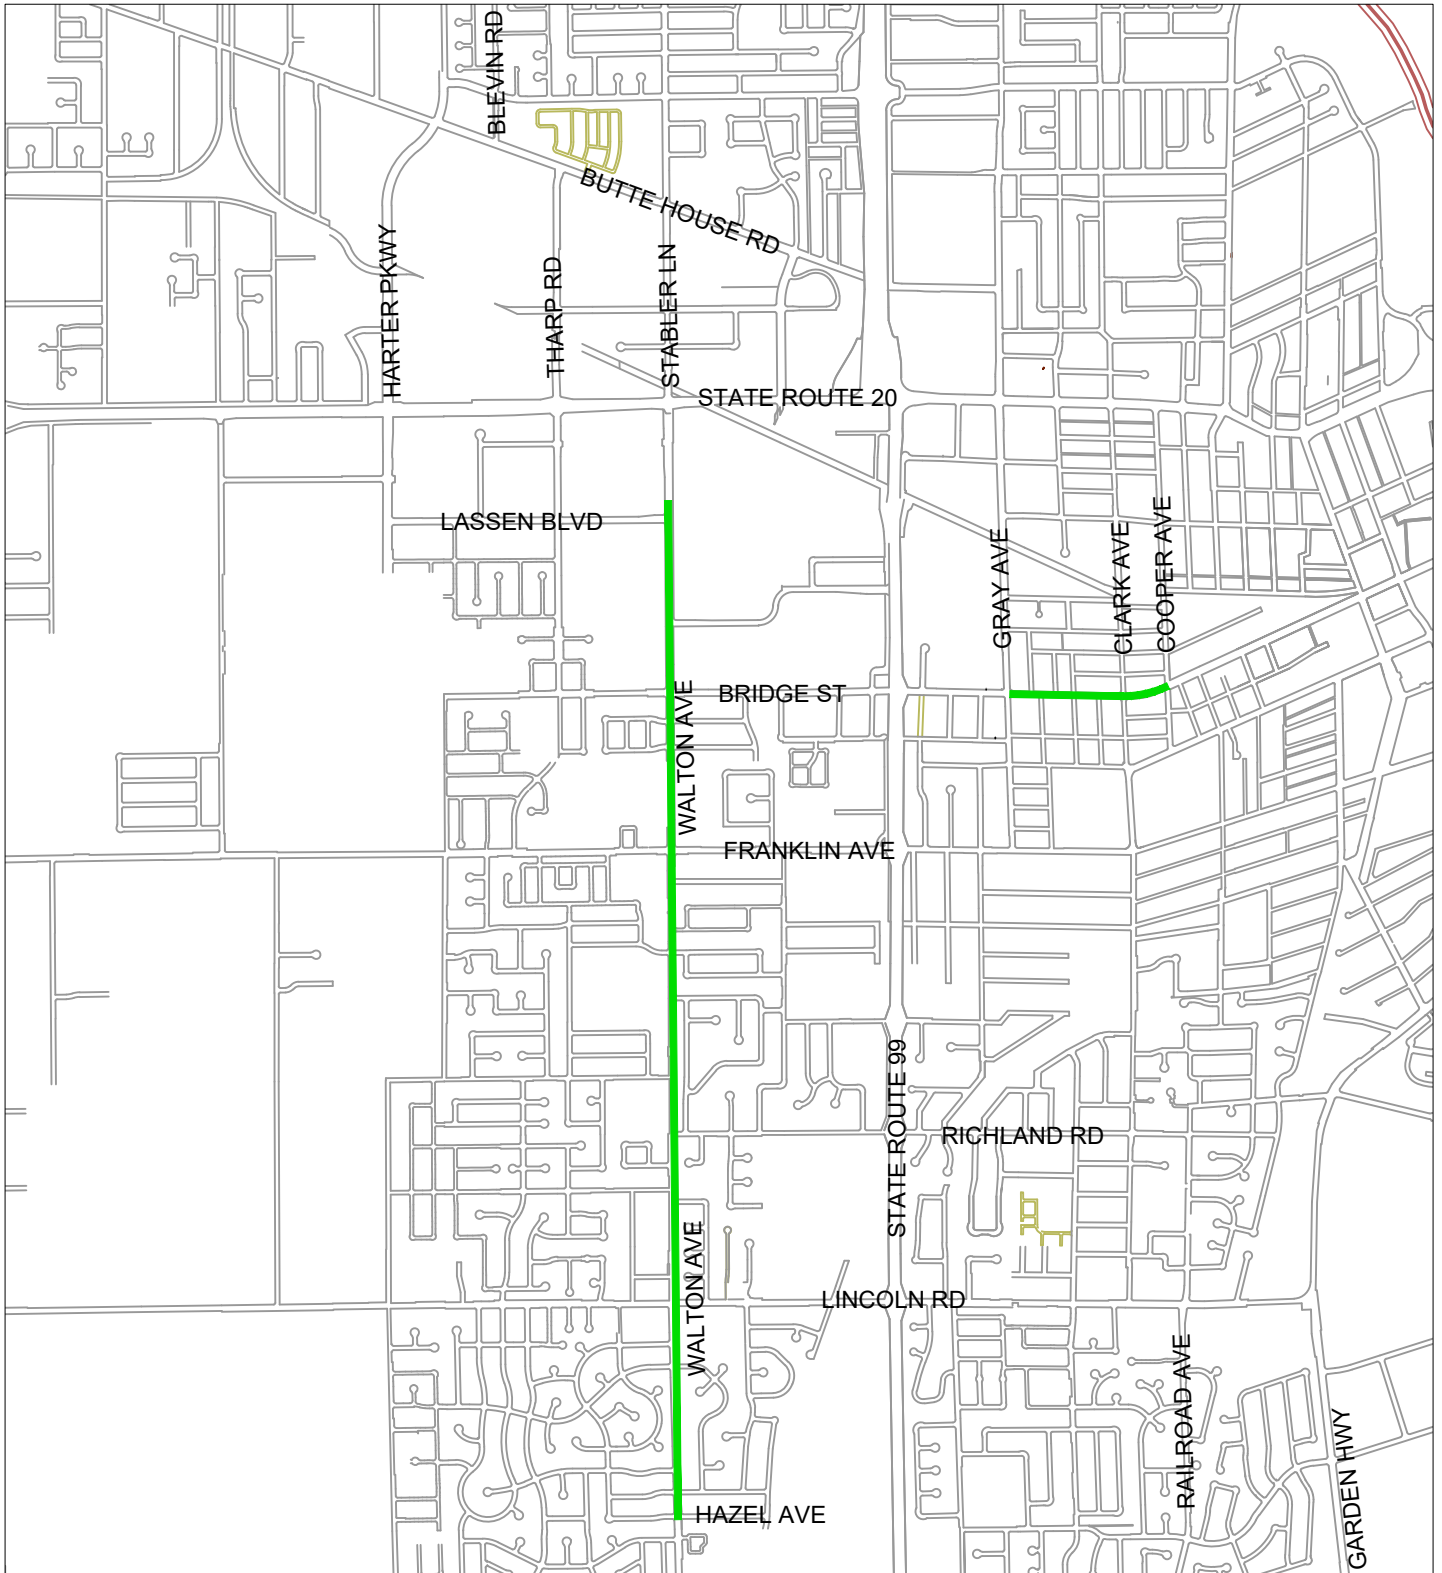 BLEVIN RD
BUTTE HOUSE RD
HARTER PKWY
THARP RD
STABLER LN
STATE ROUTE 20
LASSEN BLVD
GRAY AVE
CLARK AVE
COOPER AVE
BRIDGE ST
WALTON AVE
FRANKLIN AVE
STATE ROUTE 99
RICHLAND RD
WALTON AVE
LINCOLN RD
RAILROAD AVE
GARDEN HWY
HAZEL AVE